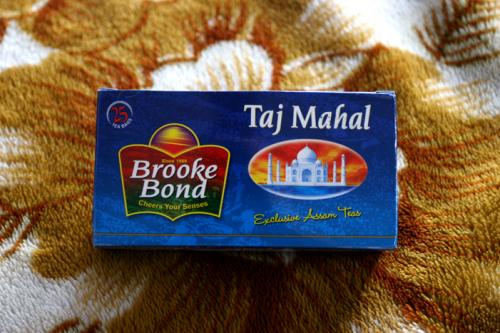 25
TEA BAGS
Since 1869
Brooke
Bond
Cheers Your Senses
Taj Mahal
Exclusive Assam Teas